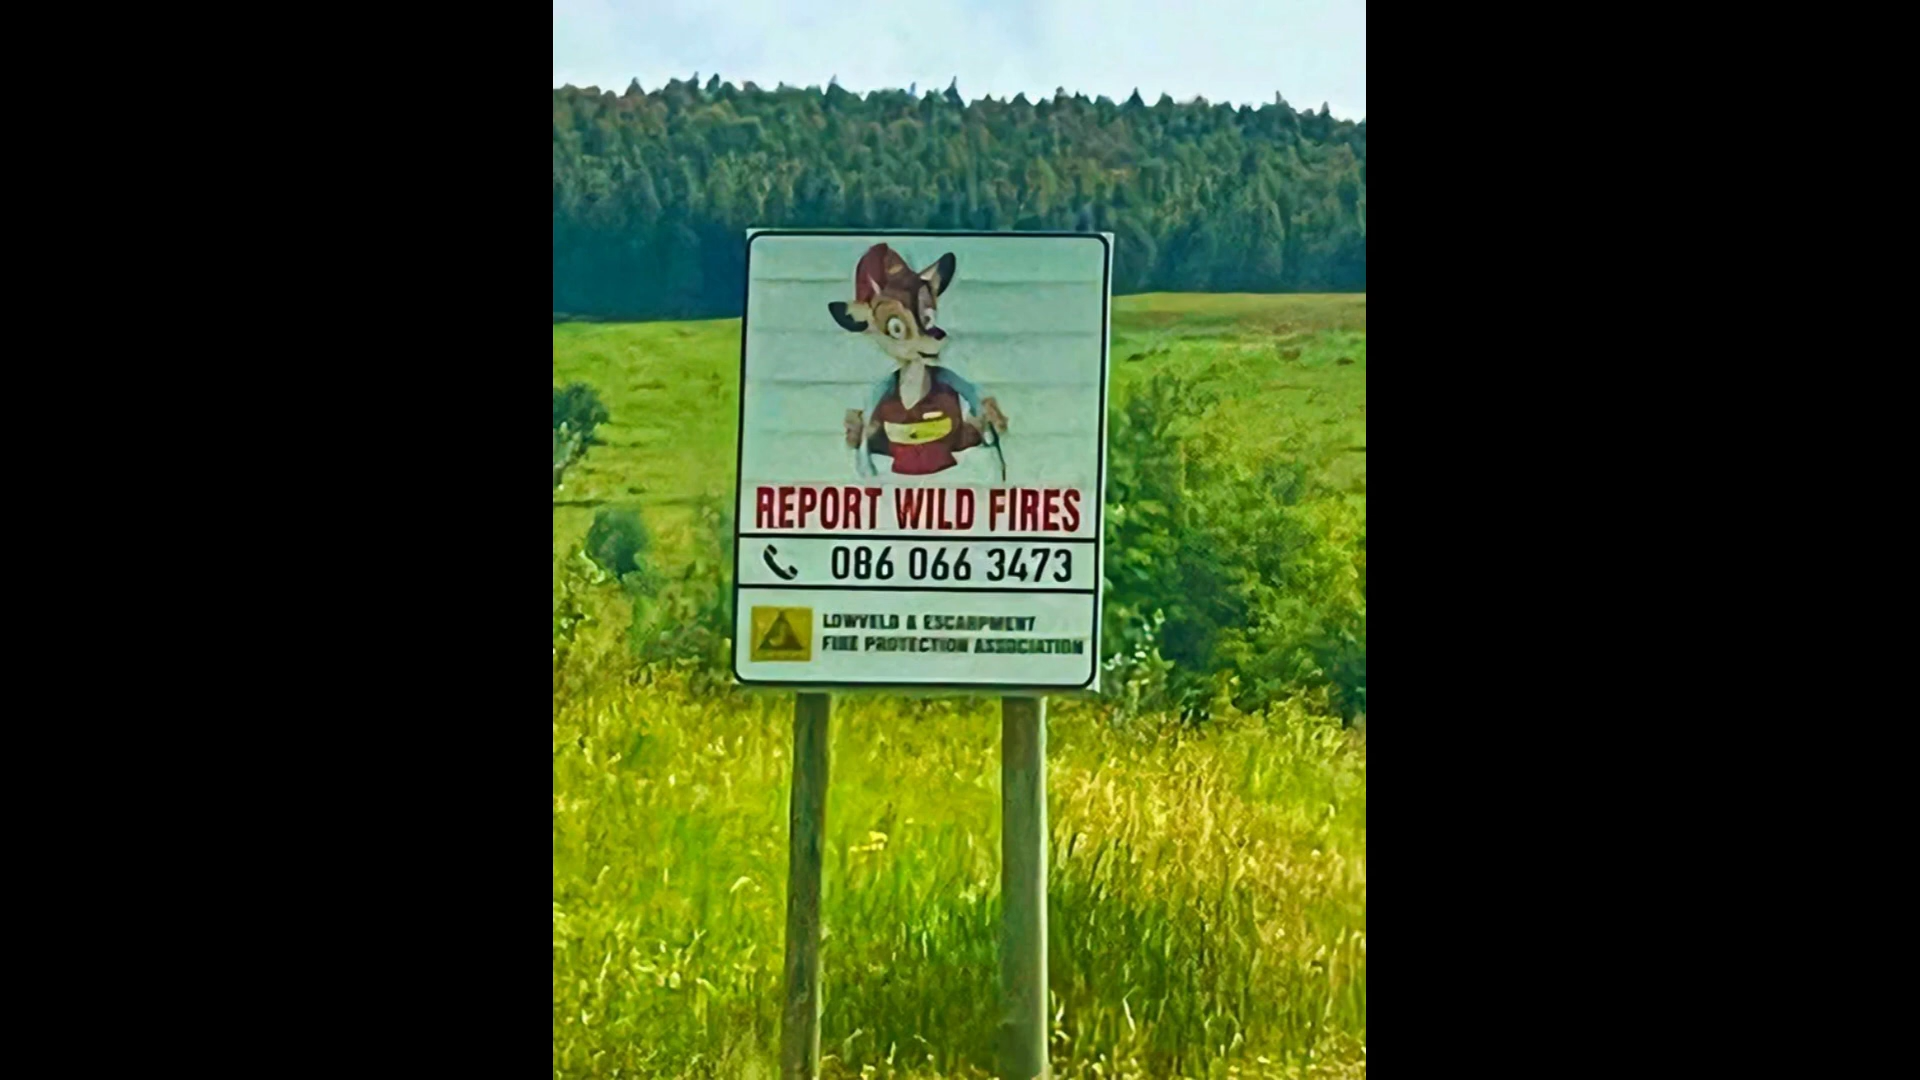 REPORT WILD FIRES
086 066 3473
LOWVELD & ESCARPMENT
FIRE PROTECTION ASSOCIATION